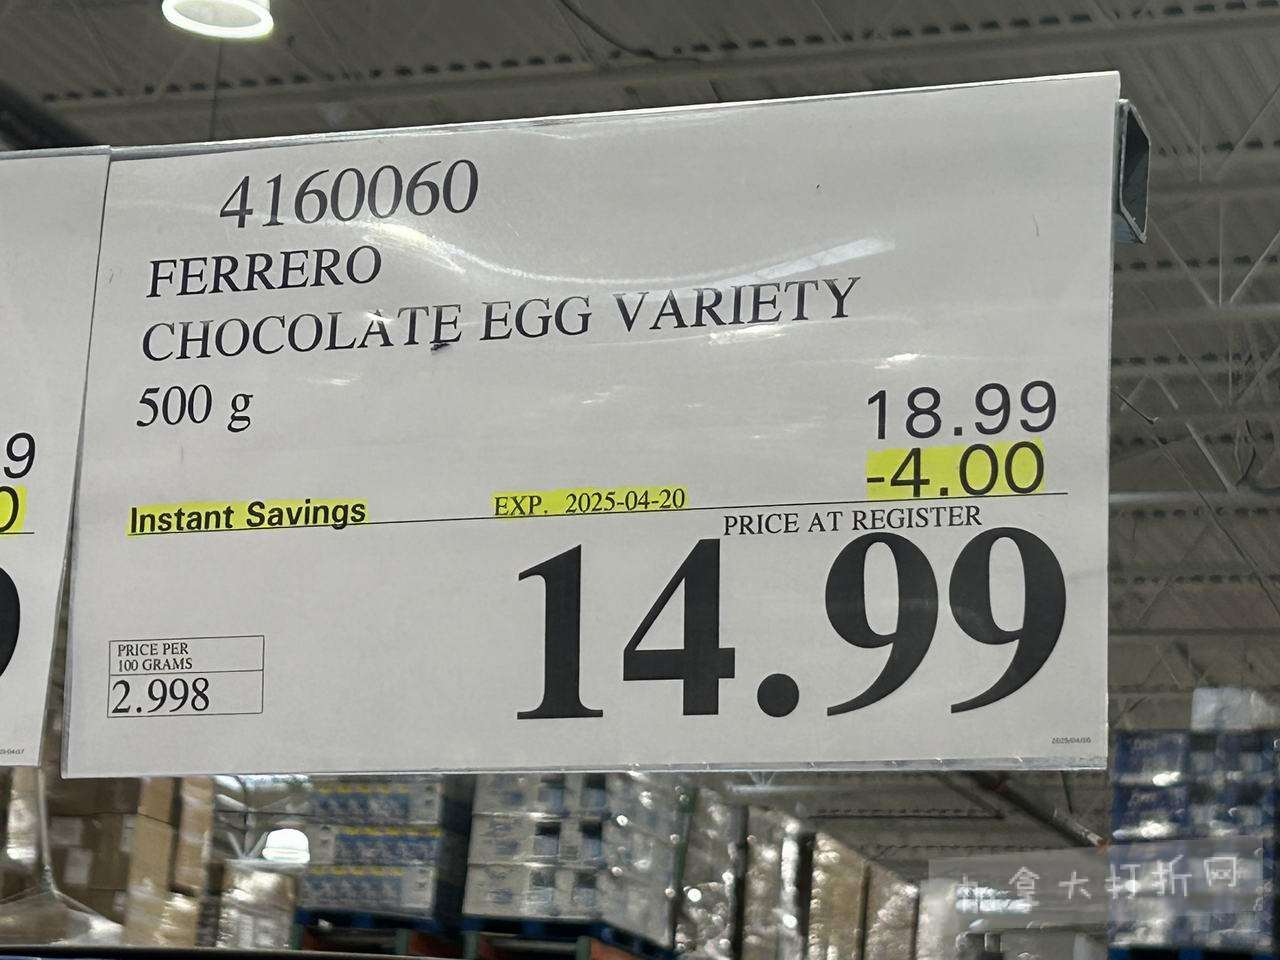 4160060
FERRERO
CHOCOLATE EGG VARIETY
500 g
18.99
-4.00
Instant Savings
EXP. 2025-04-20
PRICE AT REGISTER
14.99
PRICE PER
100 GRAMS
2.998
加拿大打折网